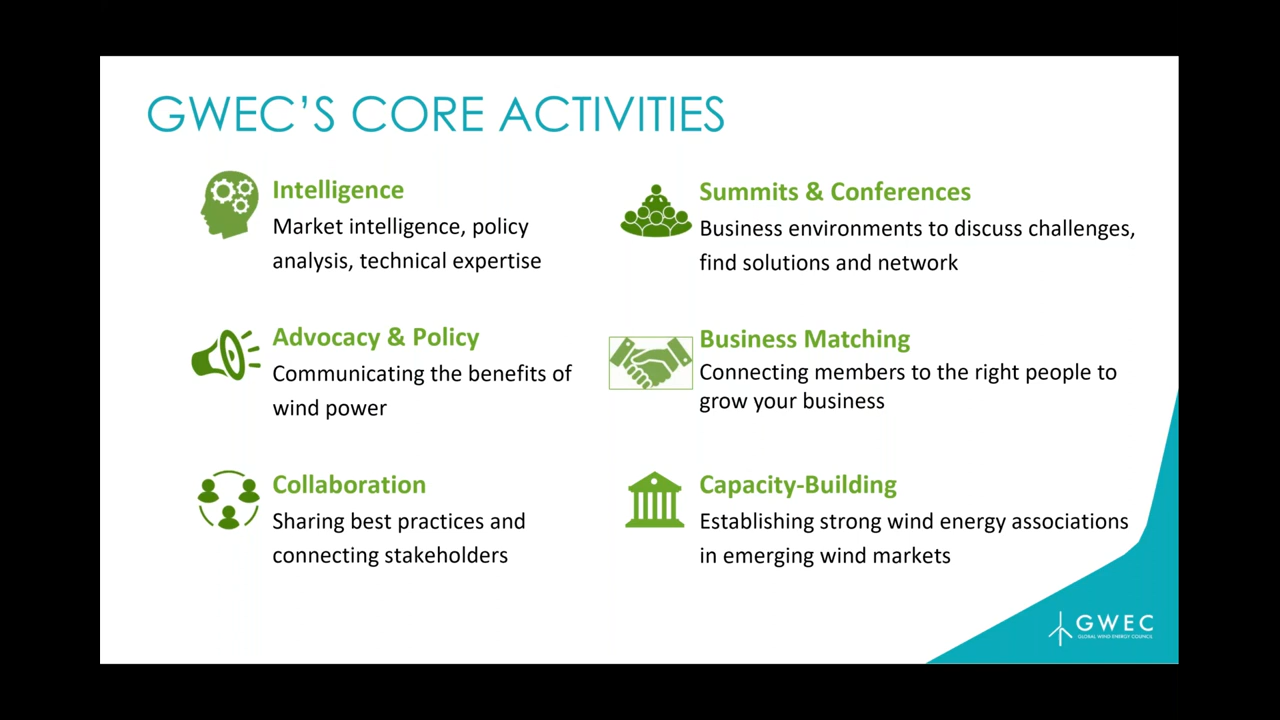 GWEC’S CORE ACTIVITIES
Intelligence
Market intelligence, policy
analysis, technical expertise
Advocacy & Policy
Communicating the benefits of
wind power
Collaboration
Sharing best practices and
connecting stakeholders
Summits & Conferences
Business environments to discuss challenges,
find solutions and network
Business Matching
Connecting members to the right people to
grow your business
Capacity-Building
Establishing strong wind energy associations
in emerging wind markets
GWEC
GLOBAL WIND ENERGY COUNCIL